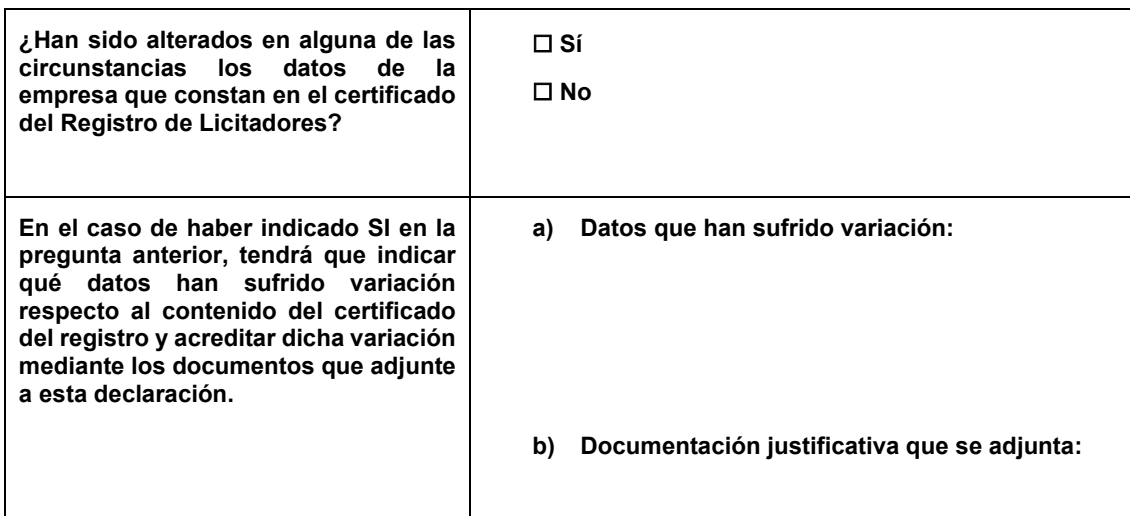 ¿Han sido alterados en alguna de las
circunstancias los datos de la
empresa que constan en el certificado
del Registro de Licitadores?
☐ Sí
☐ No
En el caso de haber indicado SI en la
pregunta anterior, tendrá que indicar
qué datos han sufrido variación
respecto al contenido del certificado
del registro y acreditar dicha variación
mediante los documentos que adjunte
a esta declaración.
a) Datos que han sufrido variación:
b) Documentación justificativa que se adjunta: